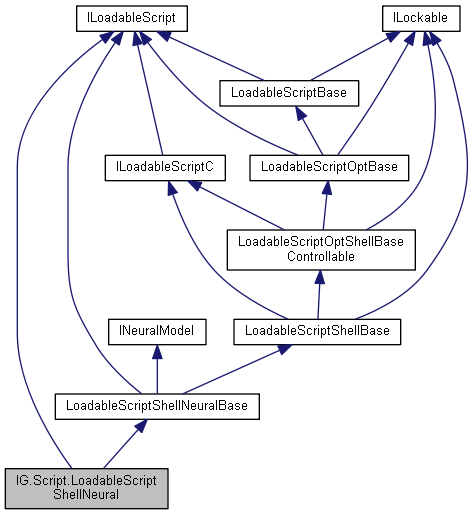 ILoadableScript
ILockable
LoadableScriptBase
ILoadableScriptC
LoadableScriptOptBase
LoadableScriptOptShellBase
Controllable
INeuralModel
LoadableScriptShellBase
LoadableScriptShellNeuralBase
IG.Script.LoadableScript
ShellNeural